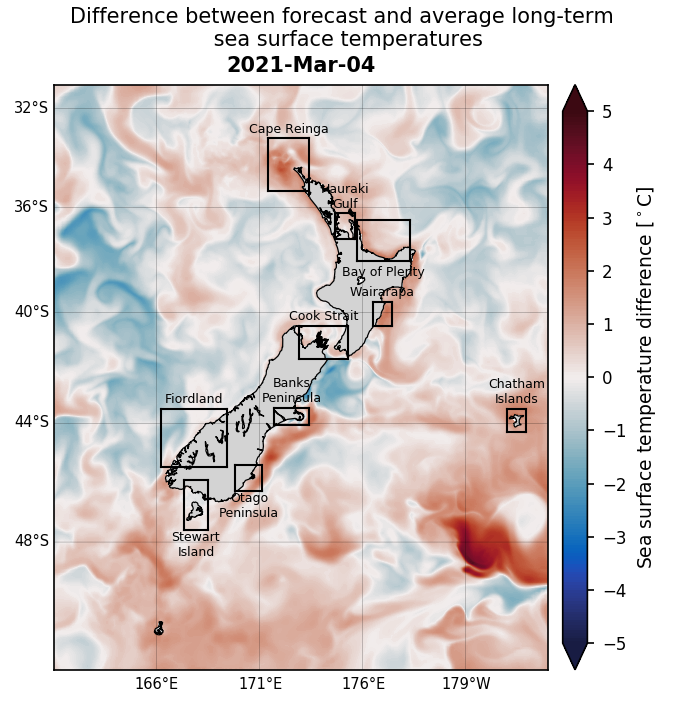 Difference between forecast and average long-term
sea surface temperatures
2021-Mar-04
32°S
36°S
40°S
44°S
48°S
Cape Reinga
Hauraki
Gulf
Bay of Plenty
Wairarapa
Cook Strait
Banks
Peninsula
Fiordland
Chatham
Islands
Otago
Peninsula
Stewart
Island
166°E
171°E
176°E
179°W
5
4
3
2
1
0
−1
−2
−3
−4
−5
Sea surface temperature difference [°C]